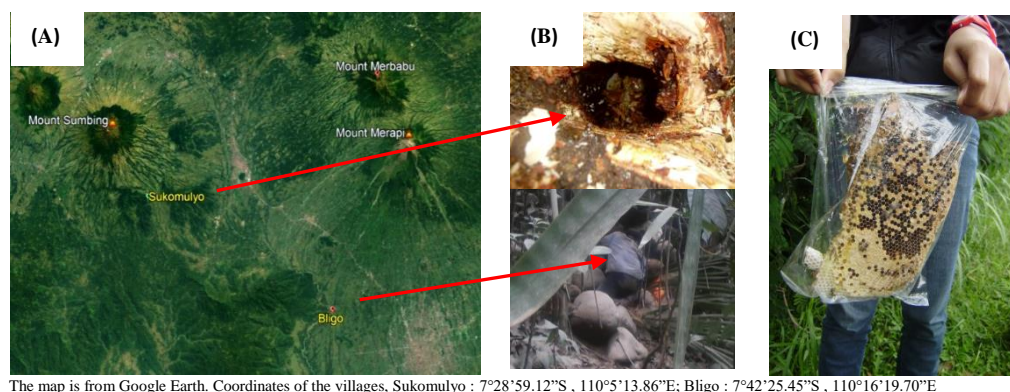 (A)
(B)
(C)
Mount Merbabu
Mount Sumbing
Mount Merapi
Sukomulyo
Bligo
The map is from Google Earth. Coordinates of the villages, Sukomulyo : 7°28’59.12”S , 110°5’13.86”E; Bligo : 7°42’25.45”S , 110°16’19.70”E